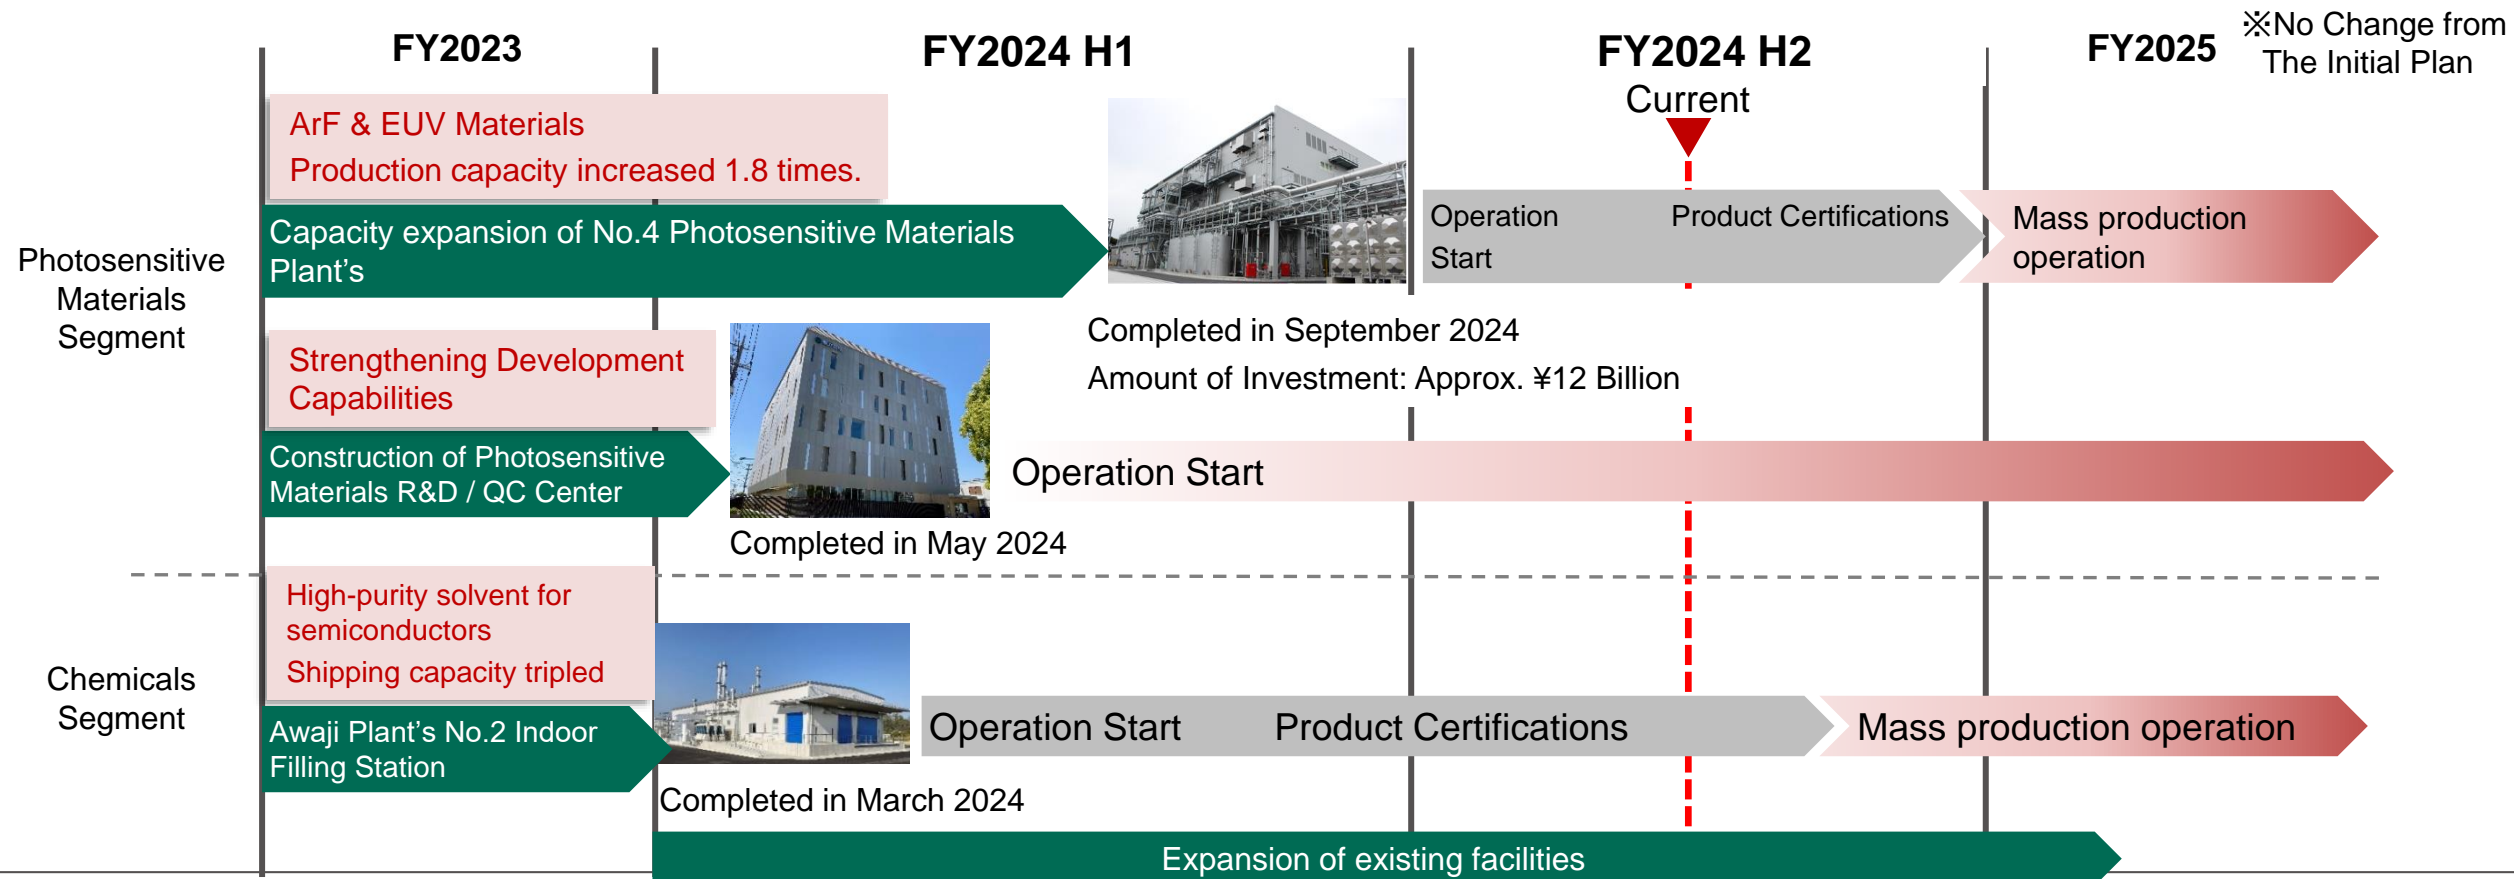 FY2023
FY2024 H1
FY2024 H2
FY2025
※No Change from
The Initial Plan
Current
Photosensitive
Materials
Segment
ArF & EUV Materials
Production capacity increased 1.8 times.
Capacity expansion of No.4 Photosensitive Materials
Plant’s
Operation
Start
Product Certifications
Mass production
operation
Completed in September 2024
Amount of Investment: Approx. ¥12 Billion
Strengthening Development
Capabilities
Construction of Photosensitive
Materials R&D / QC Center
Operation Start
Completed in May 2024
Chemicals
Segment
High-purity solvent for
semiconductors
Shipping capacity tripled
Awaji Plant’s No.2 Indoor
Filling Station
Operation Start
Product Certifications
Mass production operation
Completed in March 2024
Expansion of existing facilities